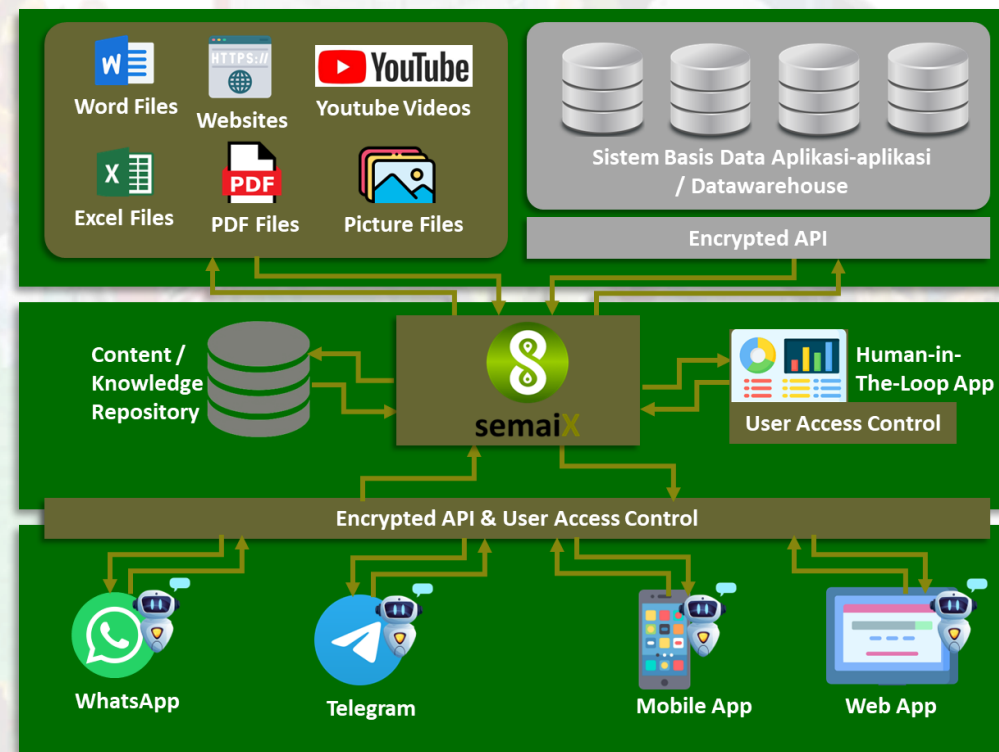 W
Word Files
HTTPS://
Websites
YouTube
Youtube Videos
X
Excel Files
PDF
PDF Files
Picture Files
Sistem Basis Data Aplikasi-aplikasi
/ Datawarehouse
Encrypted API
Content /
Knowledge
Repository
semaiX
Human-in-
The-Loop App
User Access Control
Encrypted API & User Access Control
WhatsApp
Telegram
Mobile App
Web App